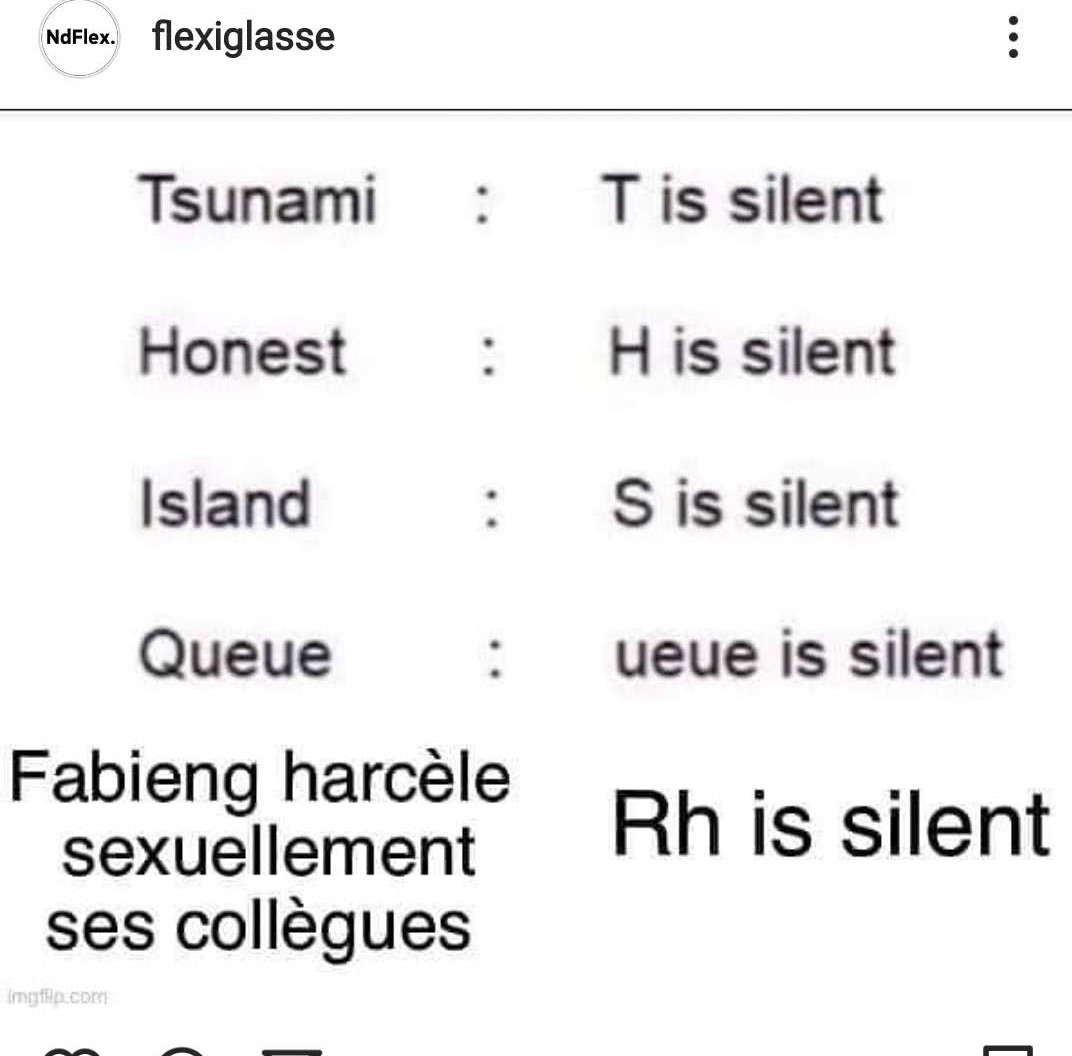 NdFlex. flexiglasse
Tsunami : T is silent
Honest : H is silent
Island : S is silent
Queue : ueue is silent
Fabieng harcèle
sexuellement
ses collègues
Rh is silent
imgflip.com